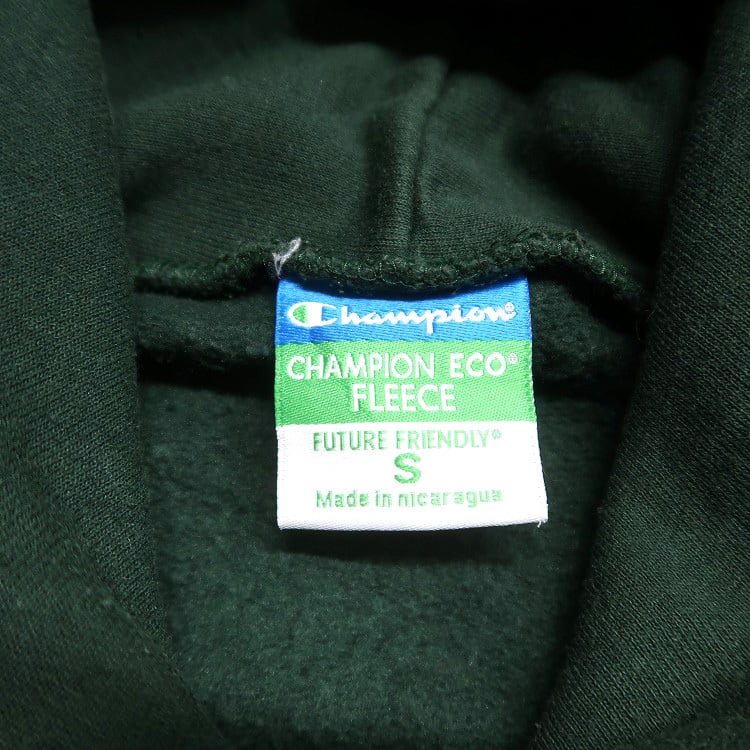 Champion®
CHAMPION ECO®
FLEECE
FUTURE FRIENDLY®
S
Made in nicaragua